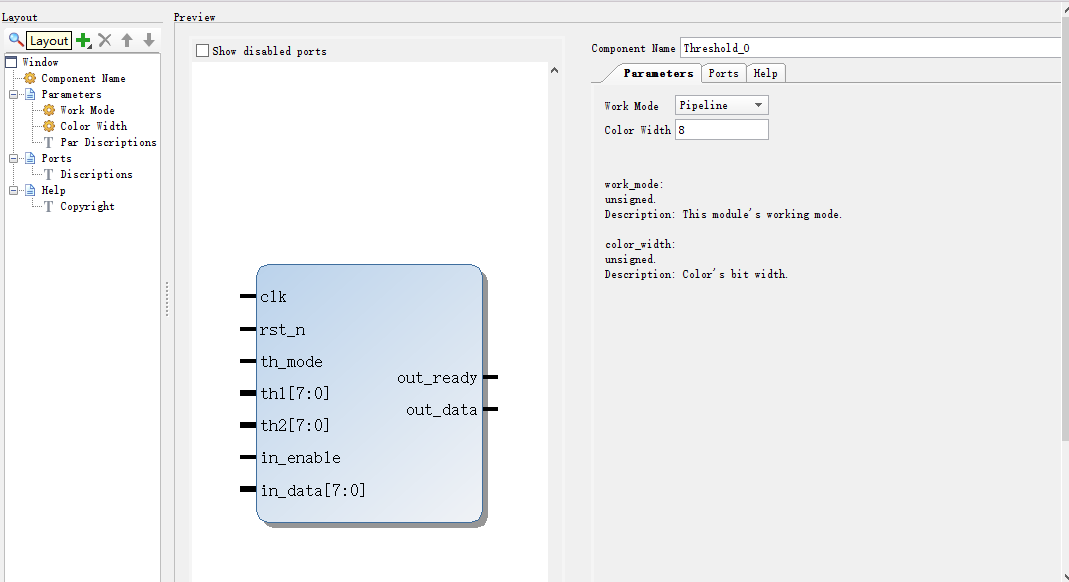 Layout
Layout
Window
Component Name
Parameters
Work Mode
Color Width
Par Discriptions
Ports
Discriptions
Help
Copyright
Preview
Show disabled ports
clk
rst_n
th_mode
th1[7:0]
th2[7:0]
in_enable
in_data[7:0]
out_ready
out_data
Component Name Threshold_0
Parameters Ports Help
Work Mode Pipeline
Color Width 8
work_mode:
unsigned.
Description: This module's working mode.
color_width:
unsigned.
Description: Color's bit width.